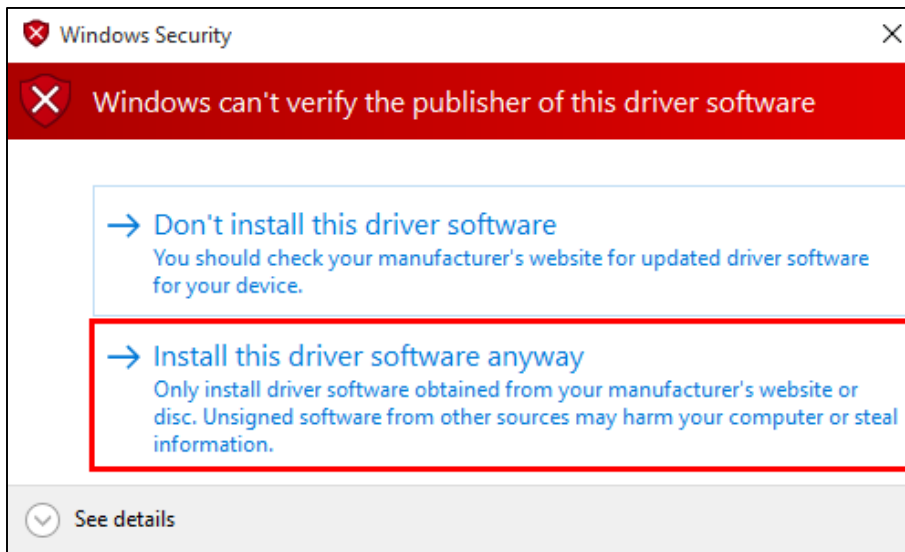 Windows Security
Windows can't verify the publisher of this driver software
Don't install this driver software
You should check your manufacturer's website for updated driver software
for your device.
Install this driver software anyway
Only install driver software obtained from your manufacturer's website or
disc. Unsigned software from other sources may harm your computer or steal
information.
See details